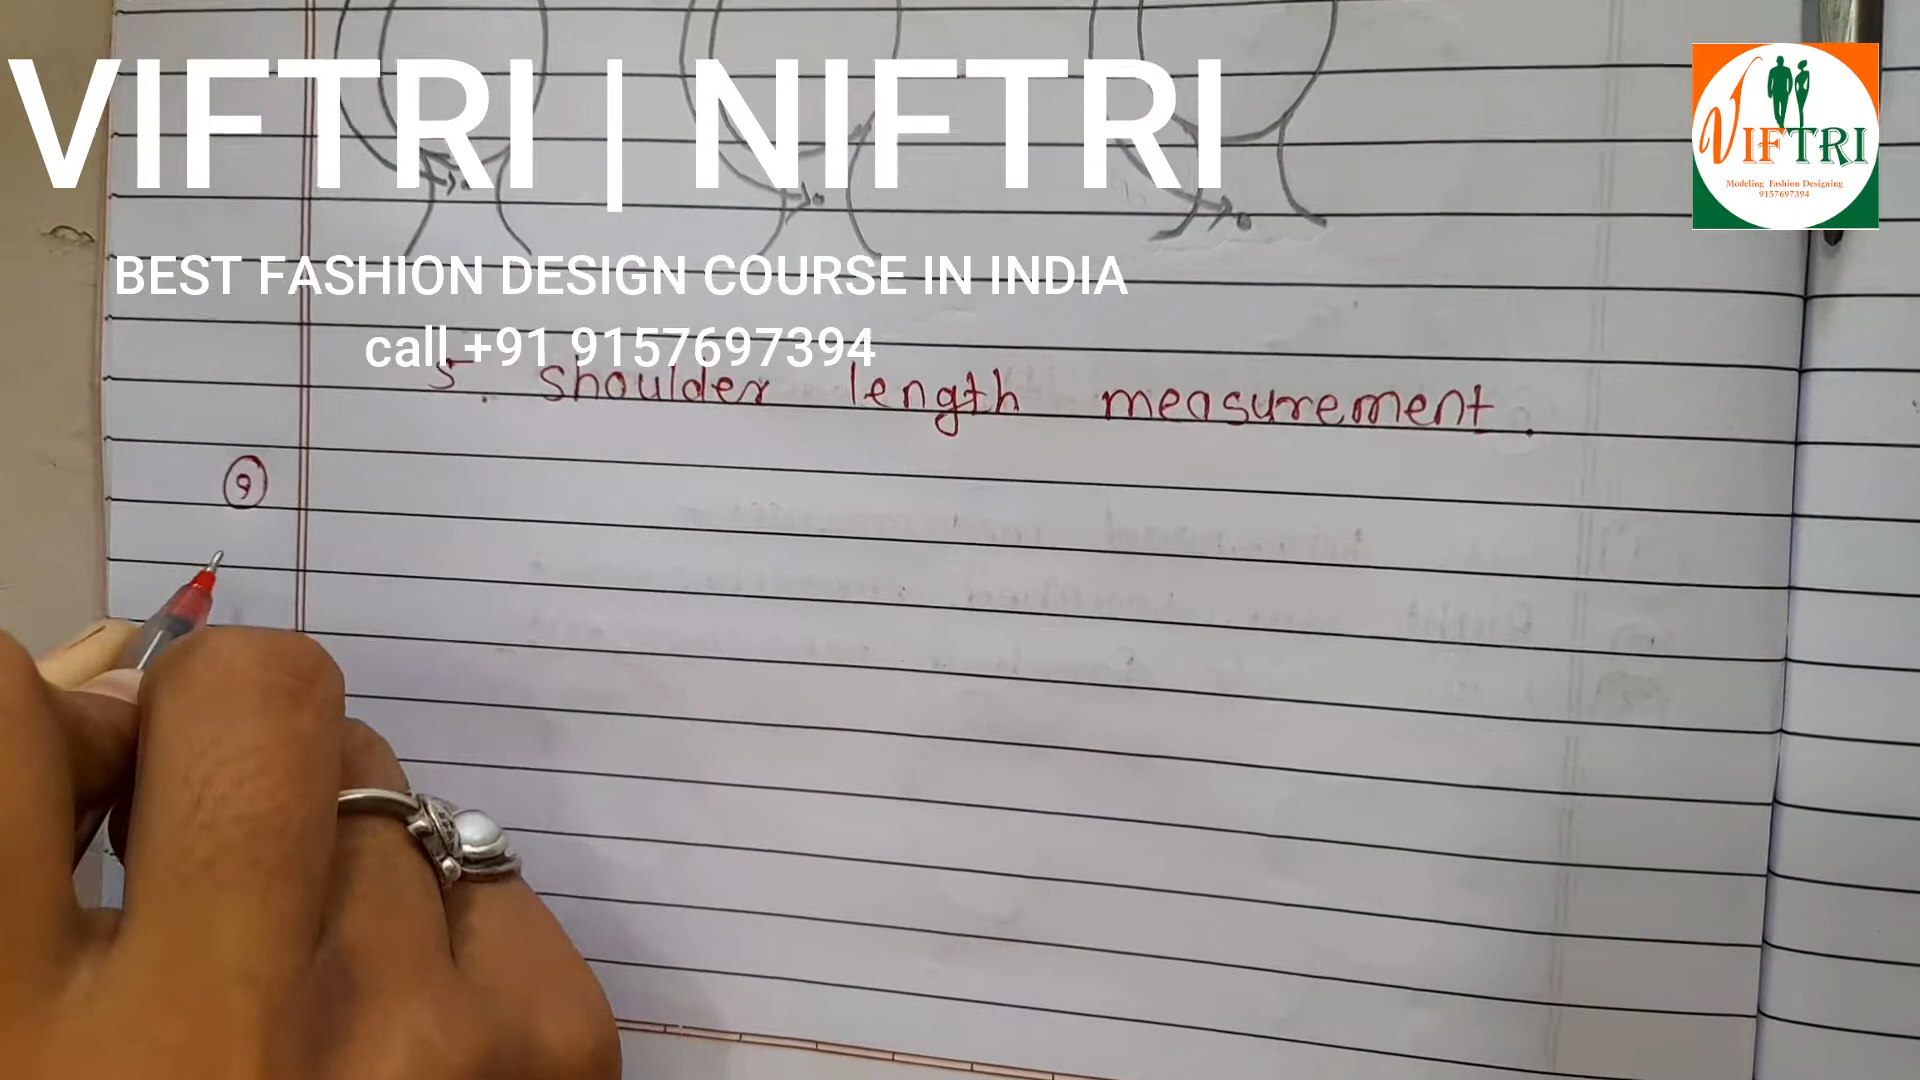 VIFTRI | NIFTRI
BEST FASHION DESIGN COURSE IN INDIA
call +91 9157697394
VIFTRI
Modeling Fashion Designing
9157697394
5. Shoulder length measurement.
१